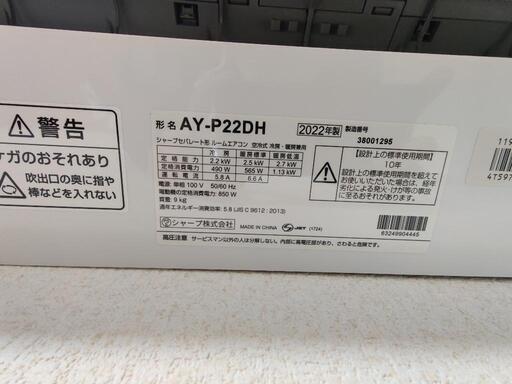 警告
ケガのおそれあり
吹出口の奥に指や
棒などを入れない
形名 AY-P22DH 2022年製 製造番号 38001295
シャープセパレート形 ルームエアコン 空冷式 冷房・暖房兼用
冷房 暖房標準 暖房低温
定格能力 2.2 kW 2.5 kW 2.7 kW
定格消費電力 490 W 565 W 1.13 kW
運転電流 5.8 A 6.6 A
電源:単相 100 V 50/60 Hz
電動機の定格消費電力:850 W
質量:9 kg
通年エネルギー消費効率:5.8 (JIS C 9612:2013)
シャープ株式会社 MADE IN CHINA JET (1724)
高圧注意 サービスマン以外の人は開けないでください。内部に高電圧部があり、さわると危険です。
【設計上の標準使用期間】
10年
設計上の標準使用期間を超えて
お使いいただいた場合は、経年
劣化による発火・けが等の事故
に至るおそれがあります。
63249904445
119
4T597